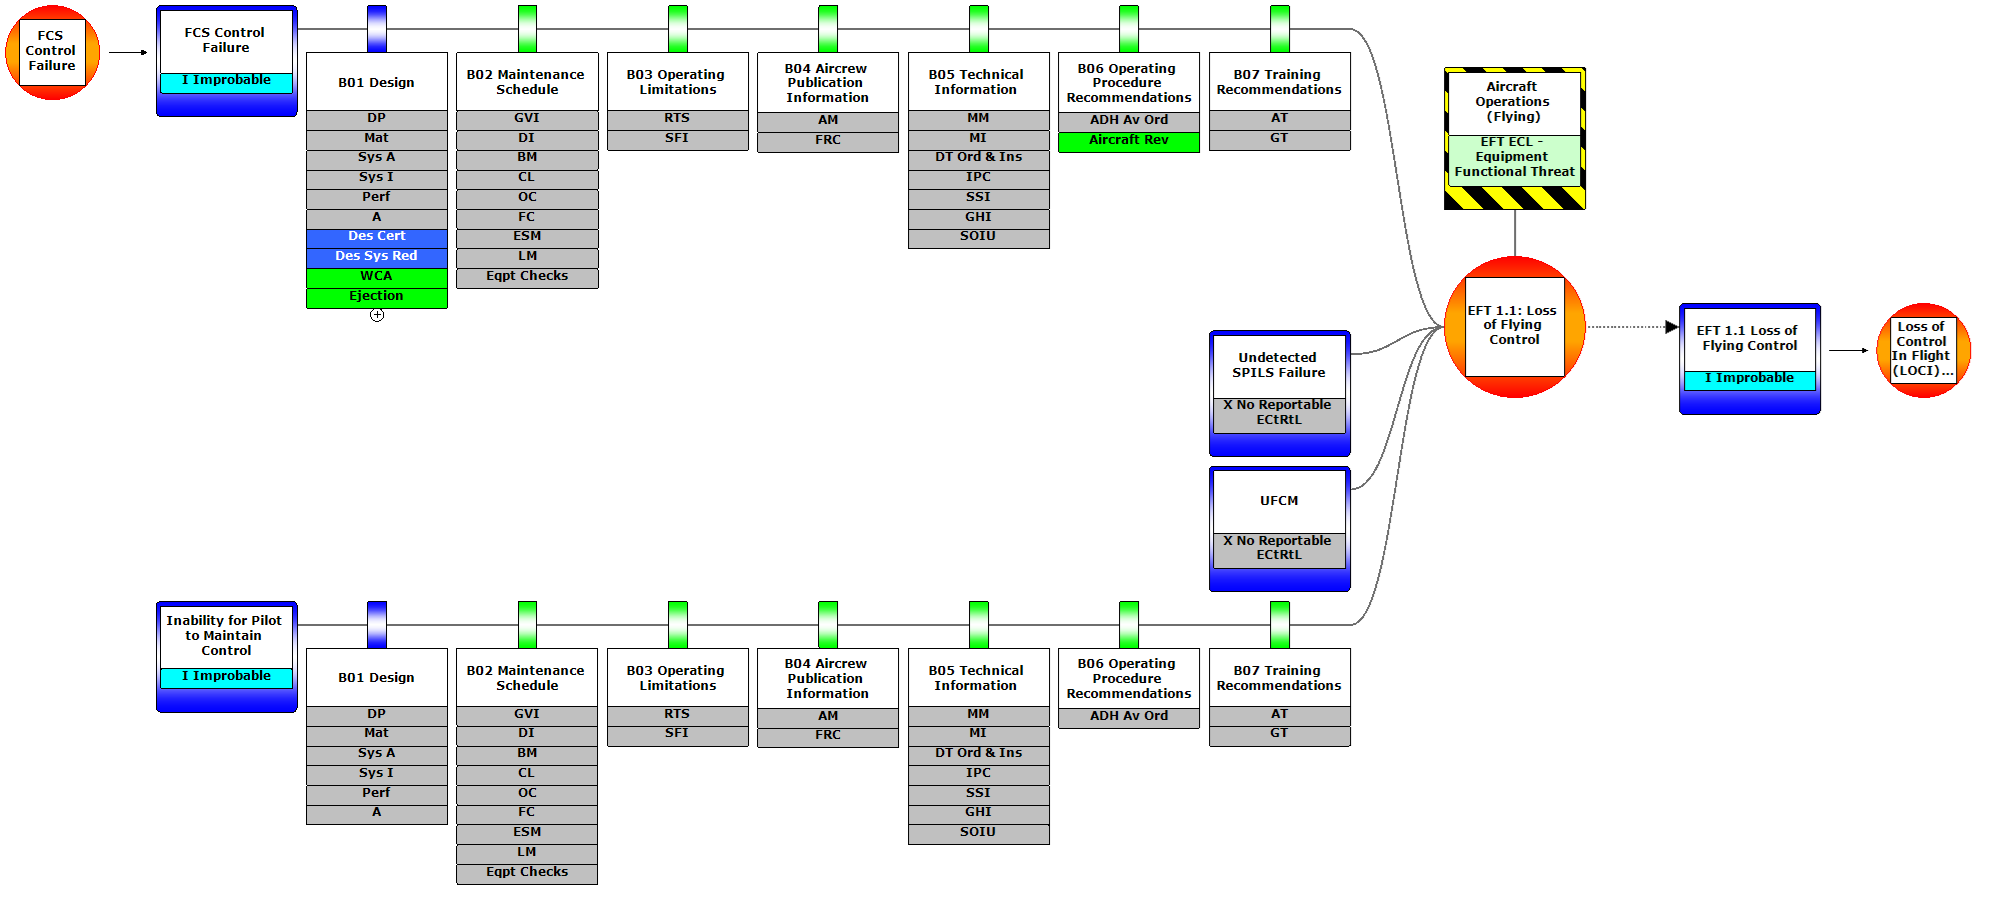 FCS
Control
Failure
FCS Control
Failure
I Improbable
B01 Design
DP
Mat
Sys A
Sys I
Perf
A
Des Cert
Des Sys Red
WCA
Ejection
B02 Maintenance
Schedule
GVI
DI
BM
CL
OC
FC
ESM
LM
Eqpt Checks
B03 Operating
Limitations
RTS
SFI
B04 Aircrew
Publication
Information
AM
FRC
B05 Technical
Information
MM
MI
DT Ord & Ins
IPC
SSI
GHI
SOIU
B06 Operating
Procedure
Recommendations
ADH Av Ord
Aircraft Rev
B07 Training
Recommendations
AT
GT
Aircraft
Operations
(Flying)
EFT ECL -
Equipment
Functional Threat
EFT 1.1: Loss
of Flying
Control
EFT 1.1 Loss of
Flying Control
I Improbable
Loss of
Control
In Flight
(LOCI)...
Undetected
SPILS Failure
X No Reportable
ECtRtL
UFCM
X No Reportable
ECtRtL
Inability for Pilot
to Maintain
Control
I Improbable
B01 Design
DP
Mat
Sys A
Sys I
Perf
A
B02 Maintenance
Schedule
GVI
DI
BM
CL
OC
FC
ESM
LM
Eqpt Checks
B03 Operating
Limitations
RTS
SFI
B04 Aircrew
Publication
Information
AM
FRC
B05 Technical
Information
MM
MI
DT Ord & Ins
IPC
SSI
GHI
SOIU
B06 Operating
Procedure
Recommendations
ADH Av Ord
B07 Training
Recommendations
AT
GT